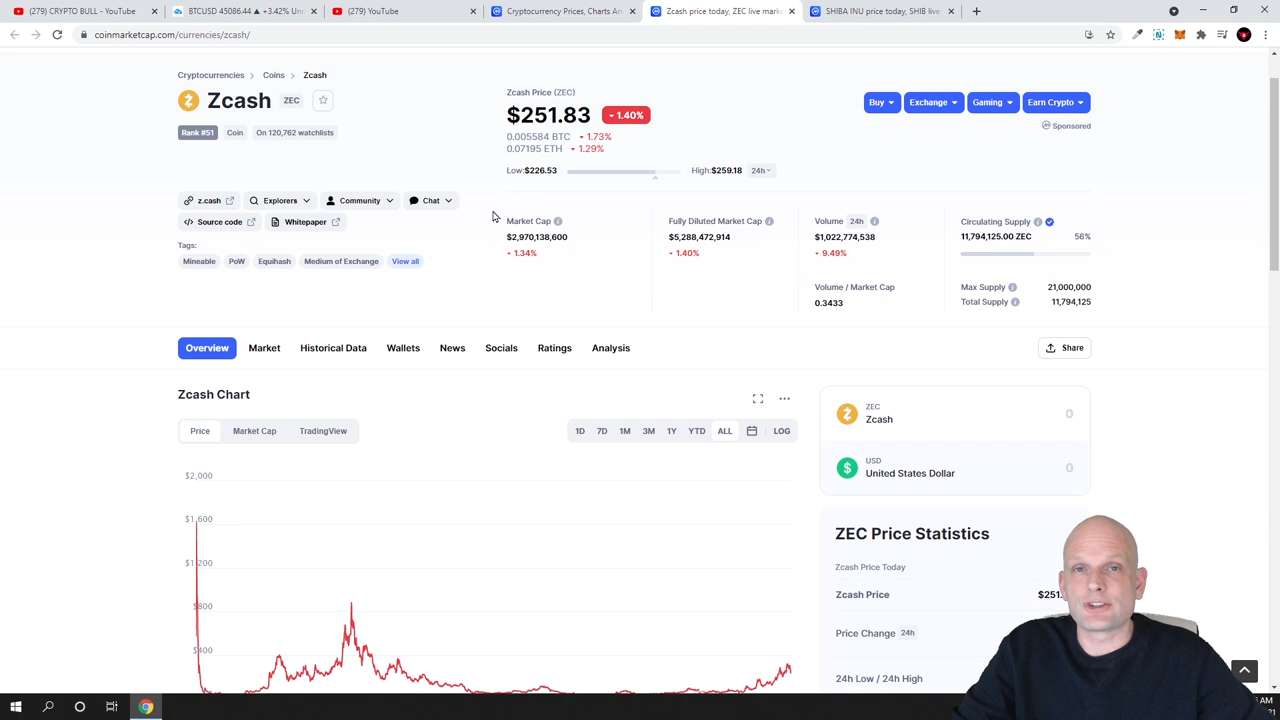 (279) CRYPTO BULL - YouTube
BTCUSD 45086.44 ▲ +3.42% Un
(279) YouTube
Cryptocurrency Prices, Charts An
Zcash price today, ZEC live mark
SHIBA INU price today, SHIB live
coinmarketcap.com/currencies/zcash/
Cryptocurrencies > Coins > Zcash
Zcash ZEC
Rank #51 Coin On 120,762 watchlists
z.cash Explorers Community Chat
Source code Whitepaper
Tags:
Mineable PoW Equihash Medium of Exchange View all
Zcash Price (ZEC)
$251.83 1.40%
0.005584 BTC 1.73%
0.07195 ETH 1.29%
Low:$226.53 High:$259.18 24h
Buy Exchange Gaming Earn Crypto
Sponsored
Market Cap
$2,970,138,600
1.34%
Fully Diluted Market Cap
$5,288,472,914
1.40%
Volume 24h
$1,022,774,538
9.49%
Volume / Market Cap
0.3433
Circulating Supply
11,794,125.00 ZEC 56%
Max Supply 21,000,000
Total Supply 11,794,125
Overview Market Historical Data Wallets News Socials Ratings Analysis
Share
Zcash Chart
Price Market Cap TradingView
1D 7D 1M 3M 1Y YTD ALL LOG
$2,000
$1,600
$1,200
$800
$400
ZEC
Zcash 0
USD
United States Dollar 0
ZEC Price Statistics
Zcash Price Today
Zcash Price $251.
Price Change 24h
24h Low / 24h High
AM